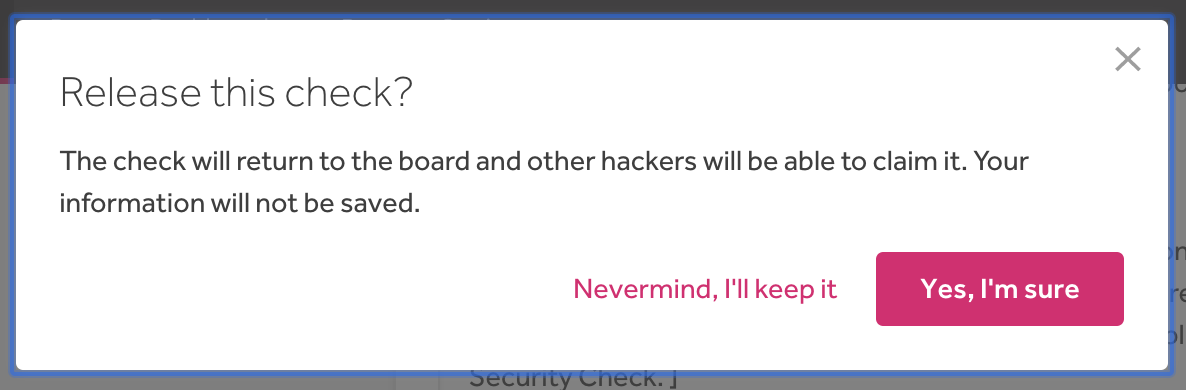 Release this check?
The check will return to the board and other hackers will be able to claim it. Your
information will not be saved.
Nevermind, I'll keep it
Yes, I'm sure
Security Check. ]